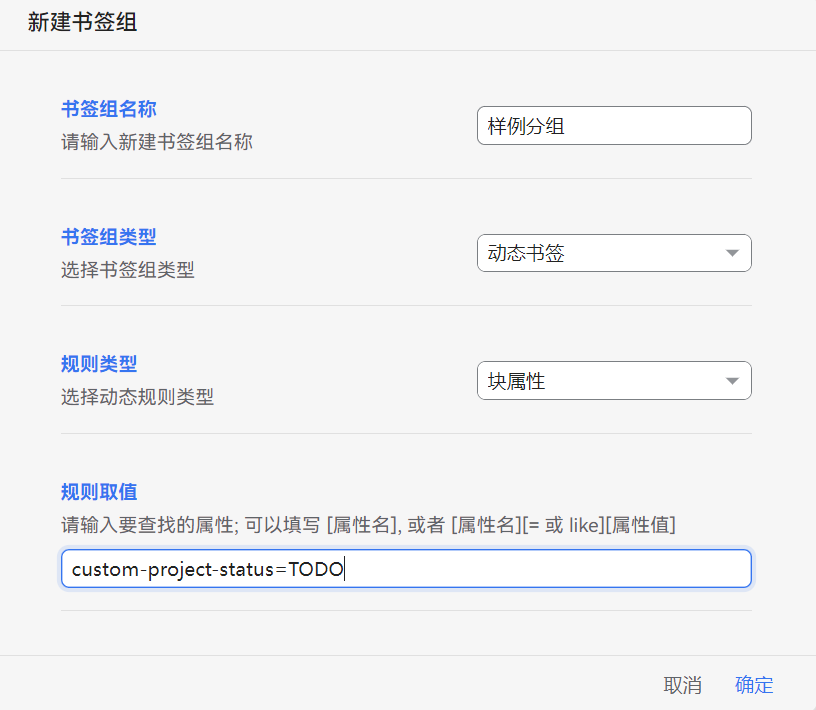 新建书签组
书签组名称
请输入新建书签组名称
样例分组
书签组类型
选择书签组类型
动态书签
规则类型
选择动态规则类型
块属性
规则取值
请输入要查找的属性; 可以填写 [属性名], 或者 [属性名][= 或 like][属性值]
custom-project-status=TODO
取消
确定